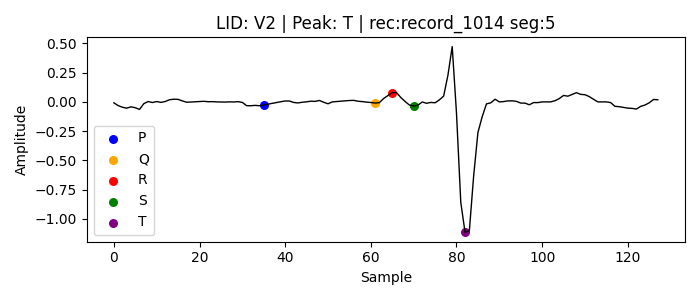 LID: V2 | Peak: T | rec:record_1014 seg:5
0.50
0.25
0.00
−0.25
−0.50
−0.75
−1.00
Amplitude
P
Q
R
S
T
0 20 40 60 80 100 120
Sample